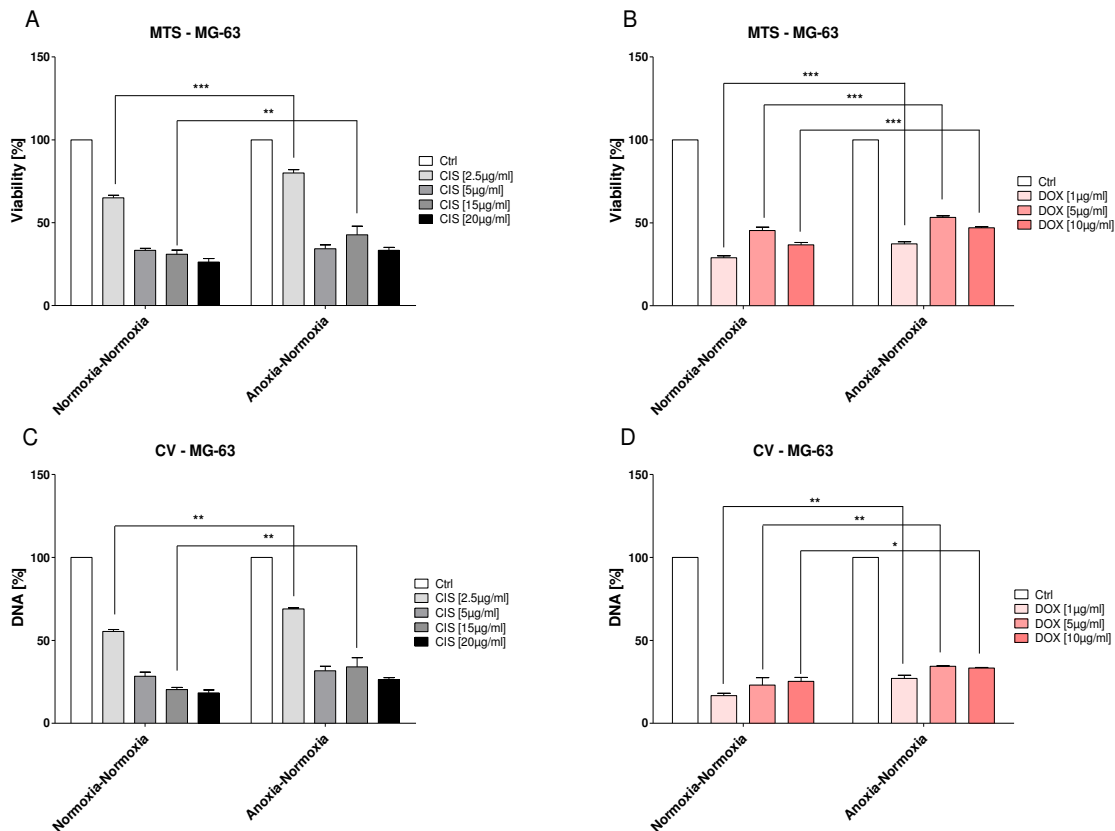 A
MTS - MG-63
Viability [%]
150
100
50
0
***
**
Ctrl
CIS [2.5µg/ml]
CIS [5µg/ml]
CIS [15µg/ml]
CIS [20µg/ml]
Normoxia-Normoxia
Anoxia-Normoxia
B
MTS - MG-63
Viability [%]
150
100
50
0
***
***
***
Ctrl
DOX [1µg/ml]
DOX [5µg/ml]
DOX [10µg/ml]
Normoxia-Normoxia
Anoxia-Normoxia
C
CV - MG-63
DNA [%]
150
100
50
0
**
**
Ctrl
CIS [2.5µg/ml]
CIS [5µg/ml]
CIS [15µg/ml]
CIS [20µg/ml]
Normoxia-Normoxia
Anoxia-Normoxia
D
CV - MG-63
DNA [%]
150
100
50
0
**
**
*
Ctrl
DOX [1µg/ml]
DOX [5µg/ml]
DOX [10µg/ml]
Normoxia-Normoxia
Anoxia-Normoxia